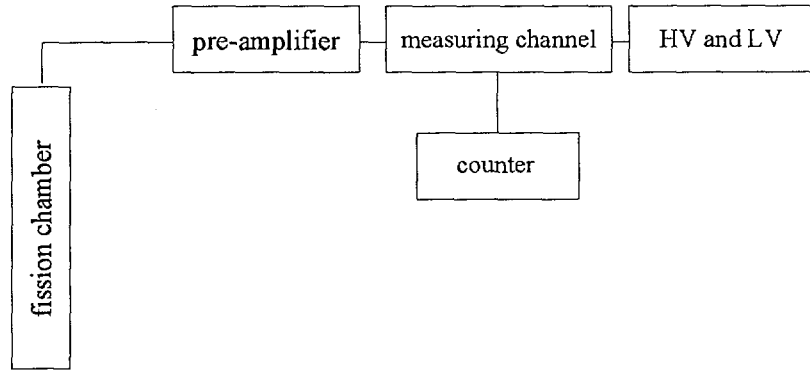 pre-amplifier
measuring channel
HV and LV
counter
fission chamber